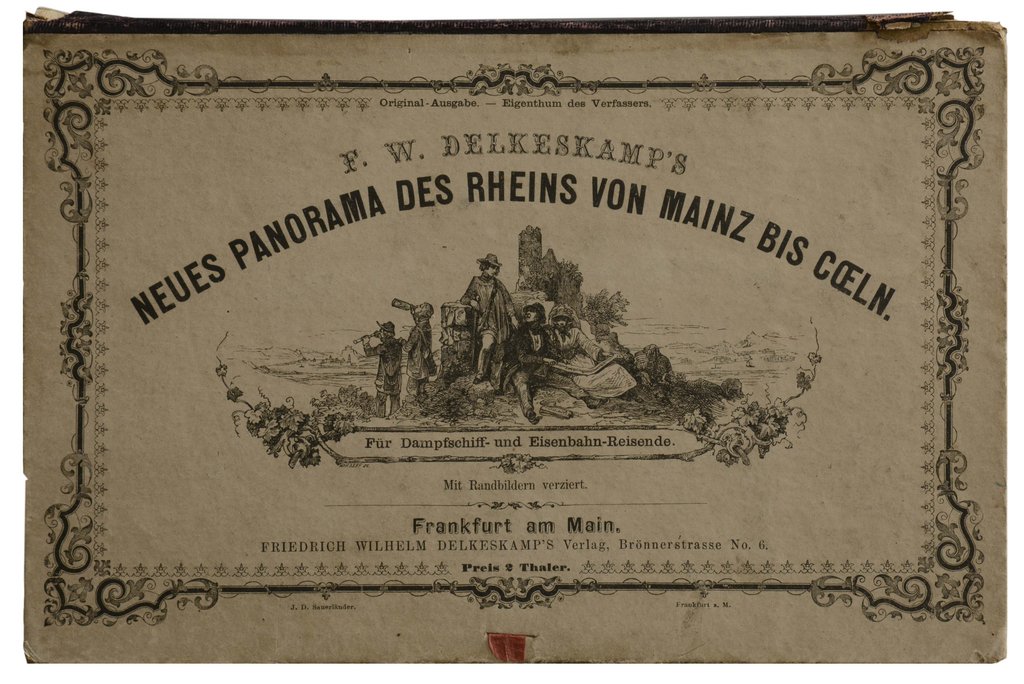 Original-Ausgabe. — Eigenthum des Verfassers.
F. W. DELKESKAMP'S
NEUES PANORAMA DES RHEINS VON MAINZ BIS CŒLN.
Für Dampfschiff- und Eisenbahn-Reisende.
Mit Randbildern verziert.
Frankfurt am Main.
FRIEDRICH WILHELM DELKESKAMP'S Verlag, Brönnerstrasse No. 6.
Preis 2 Thaler.
J. D. Sauerländer.
Frankfurt a. M.